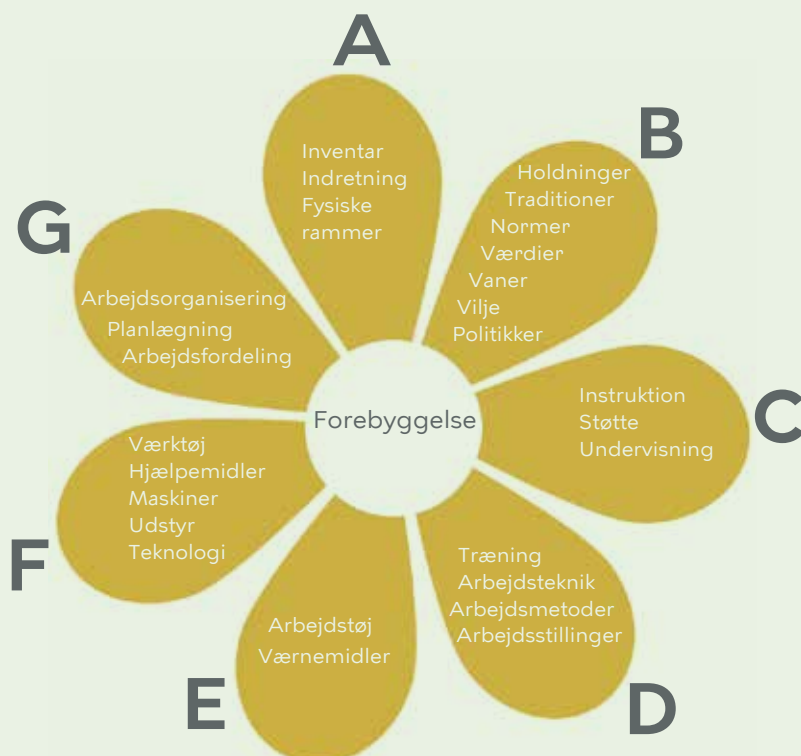 A
Inventar
Indretning
Fysiske
rammer
B
Holdninger
Traditioner
Normer
Værdier
Vaner
Vilje
Politikker
C
Instruktion
Støtte
Undervisning
D
Træning
Arbejdsteknik
Arbejdsmetoder
Arbejdsstillinger
E
Arbejdstøj
Værnemidler
F
Værktøj
Hjælpemidler
Maskiner
Udstyr
Teknologi
G
Arbejdsorganisering
Planlægning
Arbejdsfordeling
Forebyggelse